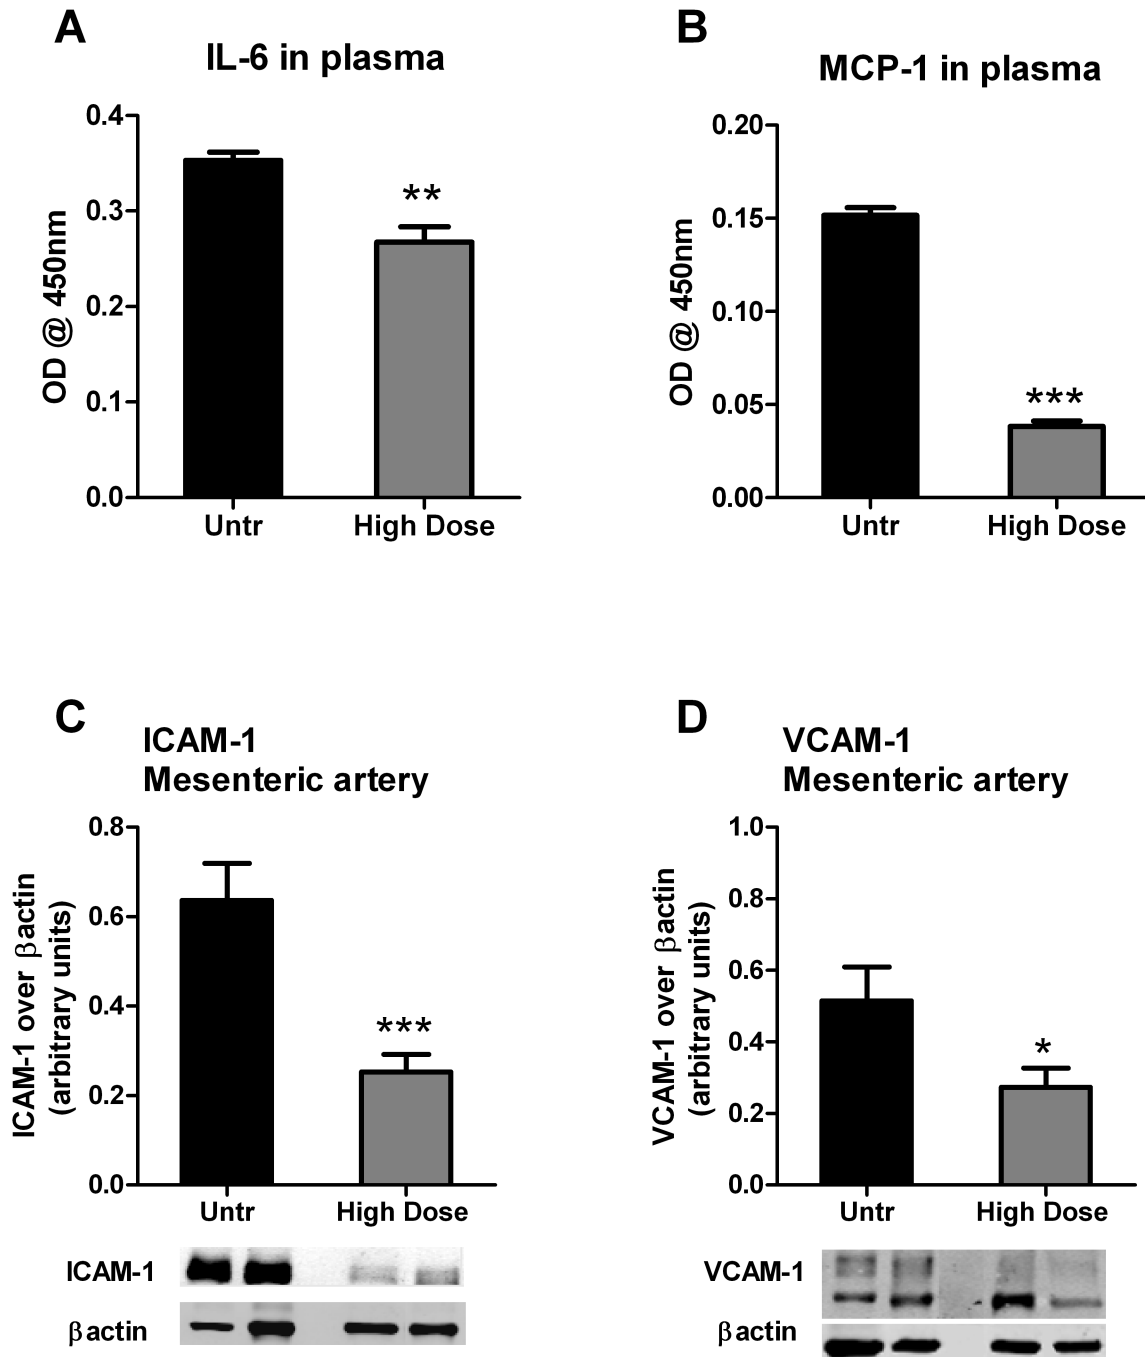 A
IL-6 in plasma
OD @ 450nm
0.4
0.3
0.2
0.1
0.0
**
Untr
High Dose
B
MCP-1 in plasma
OD @ 450nm
0.20
0.15
0.10
0.05
0.00
***
Untr
High Dose
C
ICAM-1
Mesenteric artery
ICAM-1 over βactin
(arbitrary units)
0.8
0.6
0.4
0.2
0.0
***
Untr
High Dose
ICAM-1
βactin
D
VCAM-1
Mesenteric artery
VCAM-1 over βactin
(arbitrary units)
1.0
0.8
0.6
0.4
0.2
0.0
*
Untr
High Dose
VCAM-1
βactin